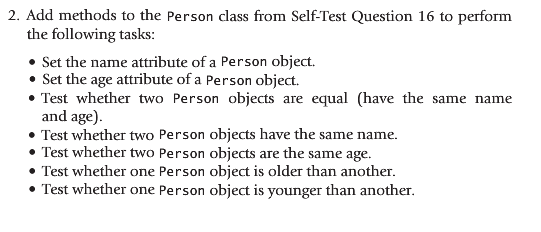 2. Add methods to the Person class from Self-Test Question 16 to perform
the following tasks:
• Set the name attribute of a Person object.
• Set the age attribute of a Person object.
• Test whether two Person objects are equal (have the same name
and age).
• Test whether two Person objects have the same name.
• Test whether two Person objects are the same age.
• Test whether one Person object is older than another.
• Test whether one Person object is younger than another.